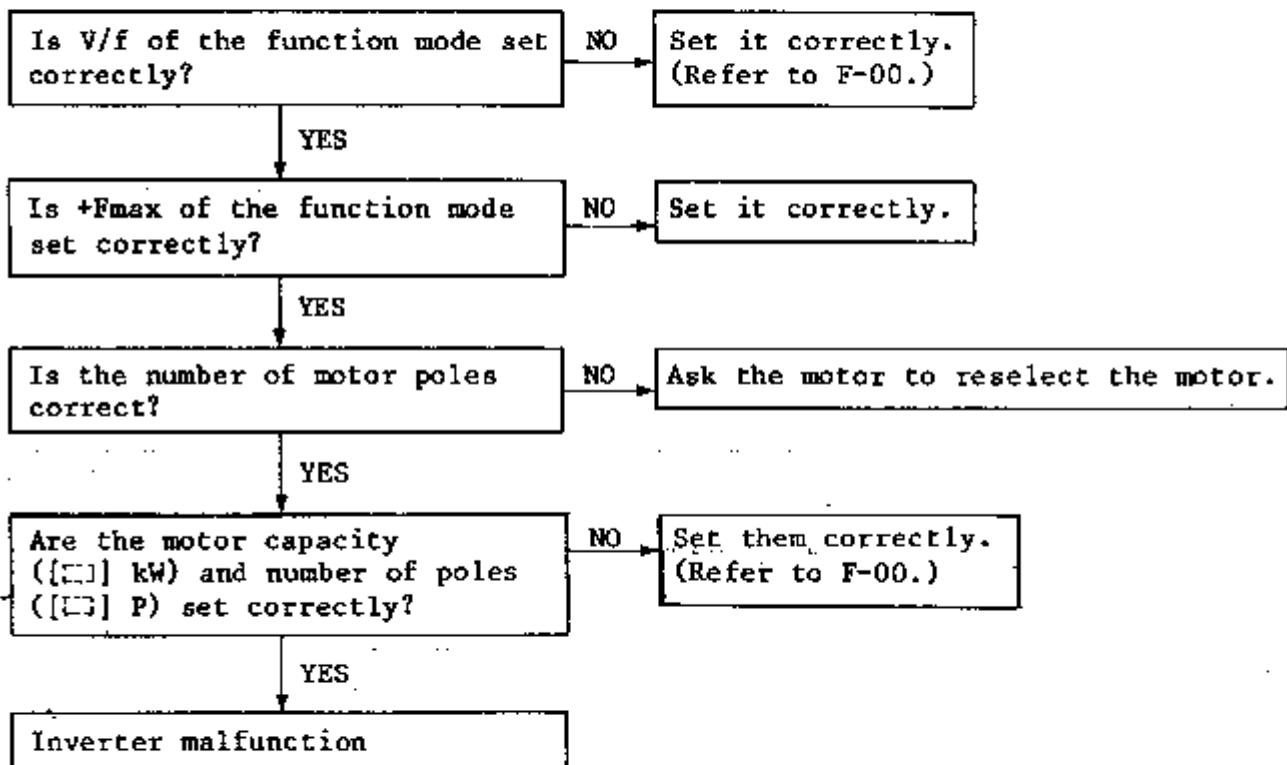 Is V/f of the function mode set
correctly?
NO
Set it correctly.
(Refer to F-00.)
YES
Is +Fmax of the function mode
set correctly?
NO
Set it correctly.
YES
Is the number of motor poles
correct?
NO
Ask the motor to reselect the motor.
YES
Are the motor capacity
([ ] kW) and number of poles
([ ] P) set correctly?
NO
Set them correctly.
(Refer to F-00.)
YES
Inverter malfunction